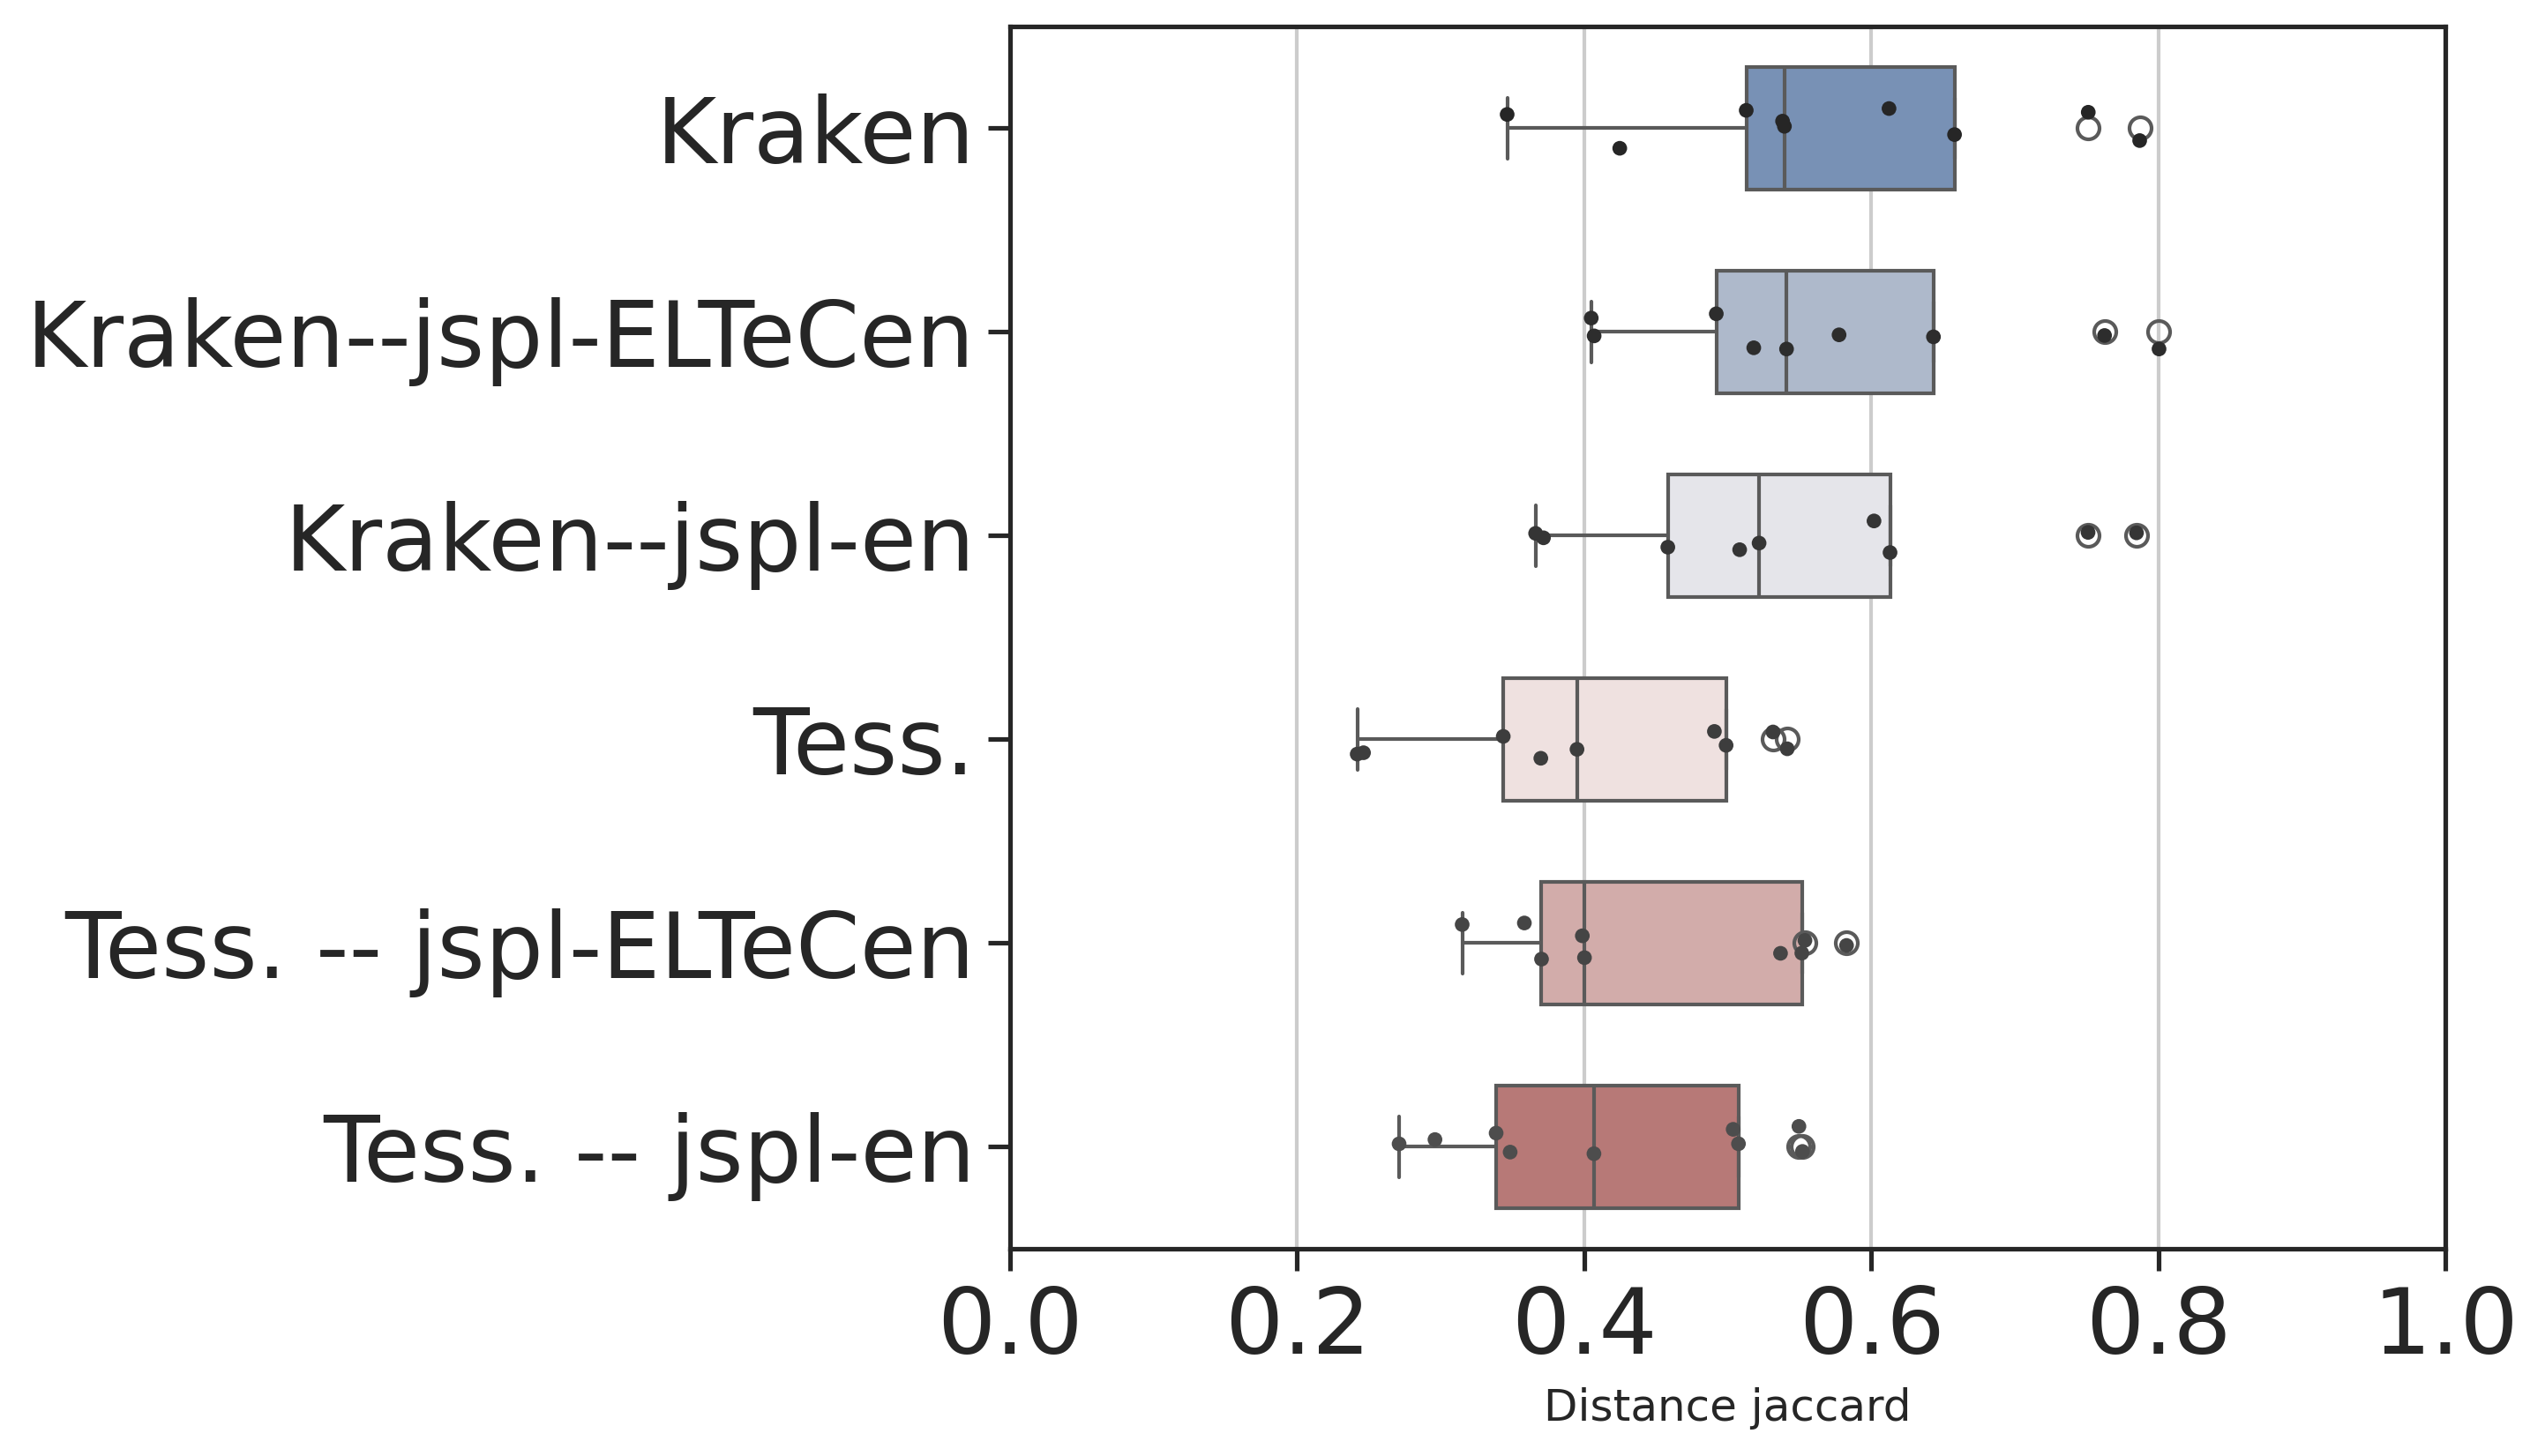 Kraken
Kraken--jspl-ELTeCen
Kraken--jspl-en
Tess.
Tess. -- jspl-ELTeCen
Tess. -- jspl-en
0.0 0.2 0.4 0.6 0.8 1.0
Distance jaccard